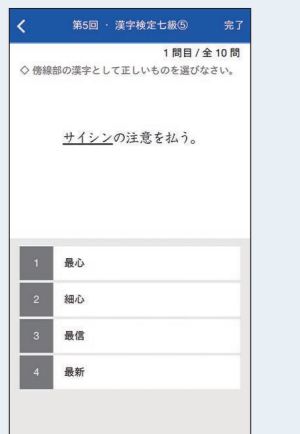 第5回 · 漢字検定七級⑤ 完了
1問目/全10問
◇傍線部の漢字として正しいものを選びなさい。
サイシンの注意を払う。
1 最心
2 細心
3 最信
4 最新